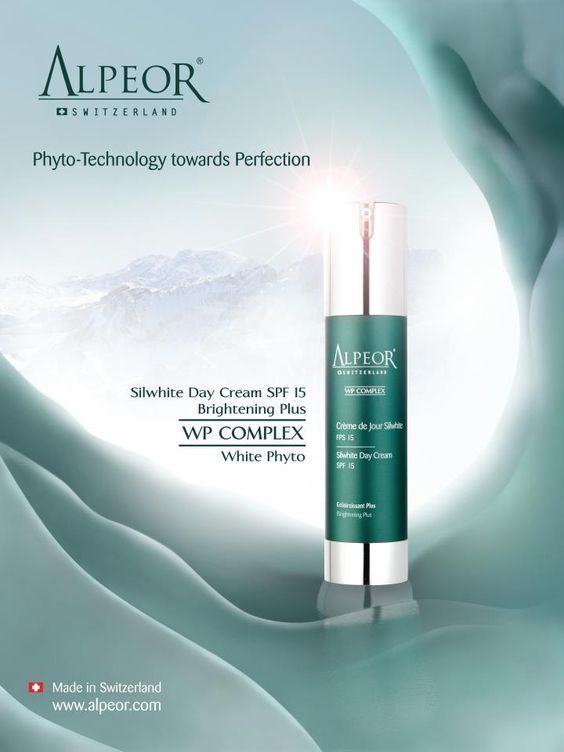 ALPEOR®
SWITZERLAND
Phyto-Technology towards Perfection
Silwhite Day Cream SPF 15
Brightening Plus
WP COMPLEX
White Phyto
ALPEOR®
SWITZERLAND
WP COMPLEX
Crème de Jour Silwhite
FPS 15
Silwhite Day Cream
SPF 15
Eclaircissant Plus
Brightening Plus
Made in Switzerland
www.alpeor.com